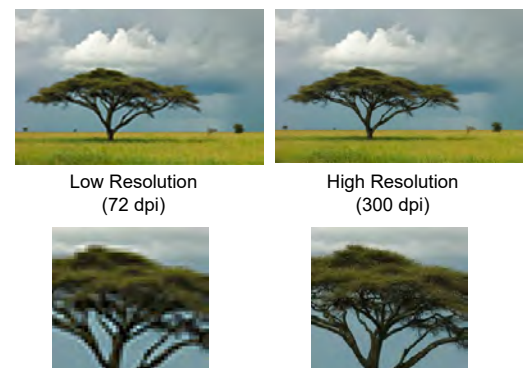 Low Resolution
(72 dpi)
High Resolution
(300 dpi)